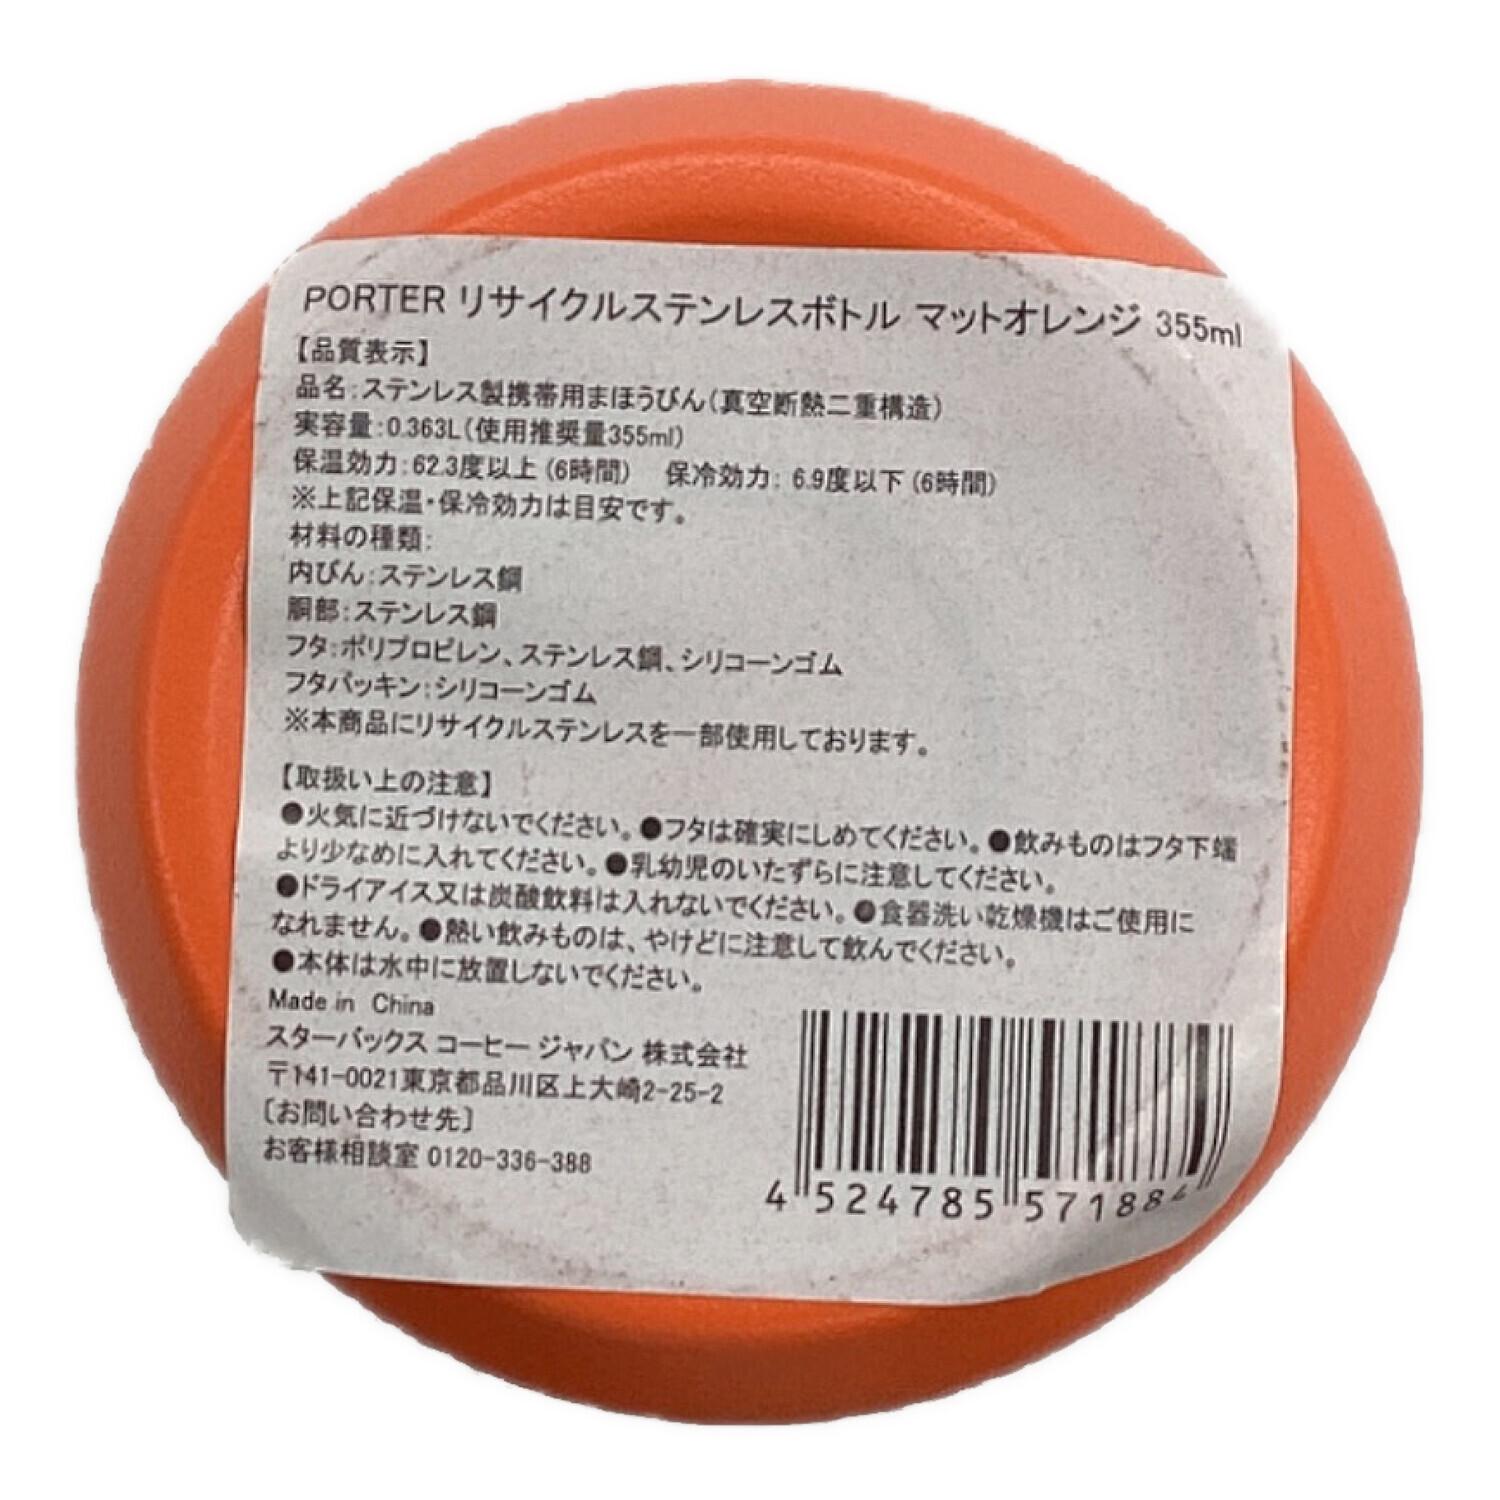 PORTER リサイクルステンレスボトル マットオレンジ 355ml
【品質表示】
品名：ステンレス製携帯用まほうびん（真空断熱二重構造）
実容量：0.363L（使用推奨量355ml）
保温効力：62.3度以上（6時間）　保冷効力： 6.9度以下（6時間）
※上記保温・保冷効力は目安です。
材料の種類：
内びん：ステンレス鋼
胴部：ステンレス鋼
フタ：ポリプロピレン、ステンレス鋼、シリコーンゴム
フタパッキン：シリコーンゴム
※本商品にリサイクルステンレスを一部使用しております。
【取扱い上の注意】
●火気に近づけないでください。●フタは確実にしめてください。●飲みものはフタ下端
より少なめに入れてください。●乳幼児のいたずらに注意してください。
●ドライアイス又は炭酸飲料は入れないでください。●食器洗い乾燥機はご使用に
なれません。●熱い飲みものは、やけどに注意して飲んでください。
●本体は水中に放置しないでください。
Made in China
スターバックス コーヒー ジャパン 株式会社
〒141-0021東京都品川区上大崎2-25-2
〔お問い合わせ先〕
お客様相談室 0120-336-388
4 524785 571884